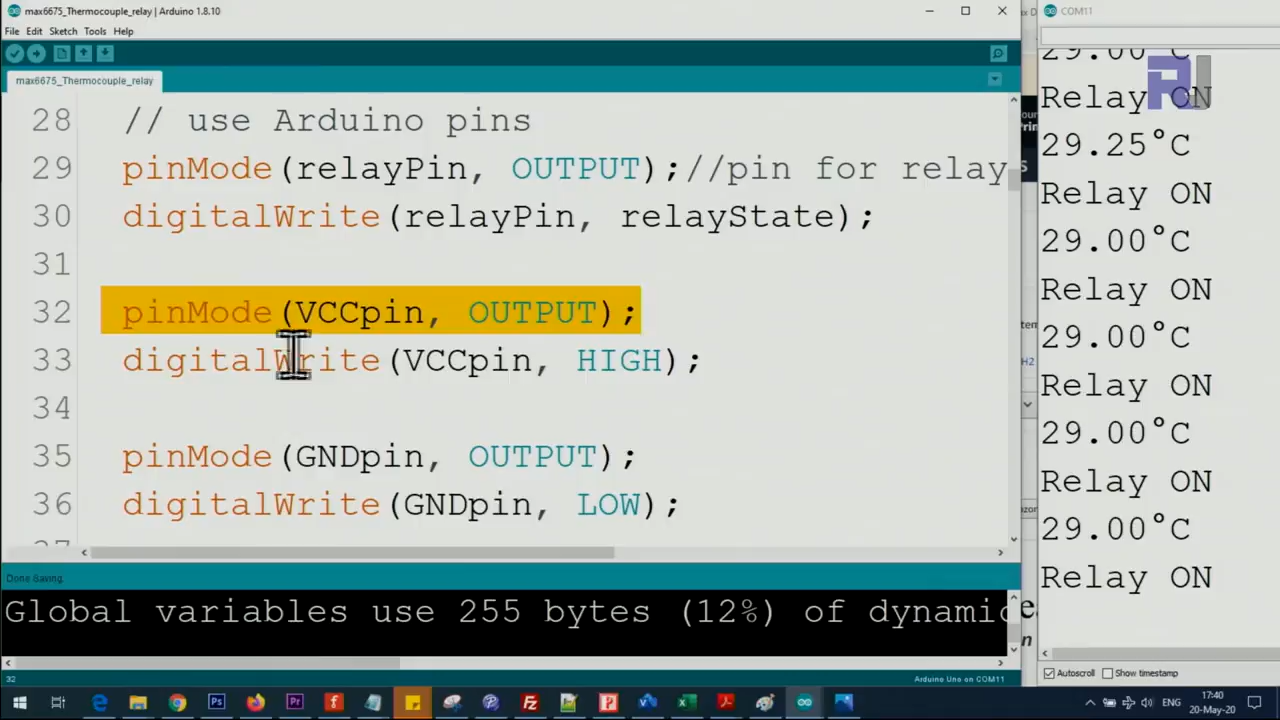 max6675_Thermocouple_relay | Arduino 1.8.10
File Edit Sketch Tools Help
max6675_Thermocouple_relay
28 // use Arduino pins
29 pinMode(relayPin, OUTPUT);//pin for relay
30 digitalWrite(relayPin, relayState);
31
32 pinMode(VCCpin, OUTPUT);
33 digitalWrite(VCCpin, HIGH);
34
35 pinMode(GNDpin, OUTPUT);
36 digitalWrite(GNDpin, LOW);
Done Saving.
Global variables use 255 bytes (12%) of dynamic
32
Arduino Uno on COM11
COM11
29.00°C
Relay ON
29.25°C
Relay ON
29.00°C
Relay ON
29.00°C
Relay ON
29.00°C
Relay ON
29.00°C
Relay ON
Autoscroll Show timestamp
H2
ENG
17:40
20-May-20